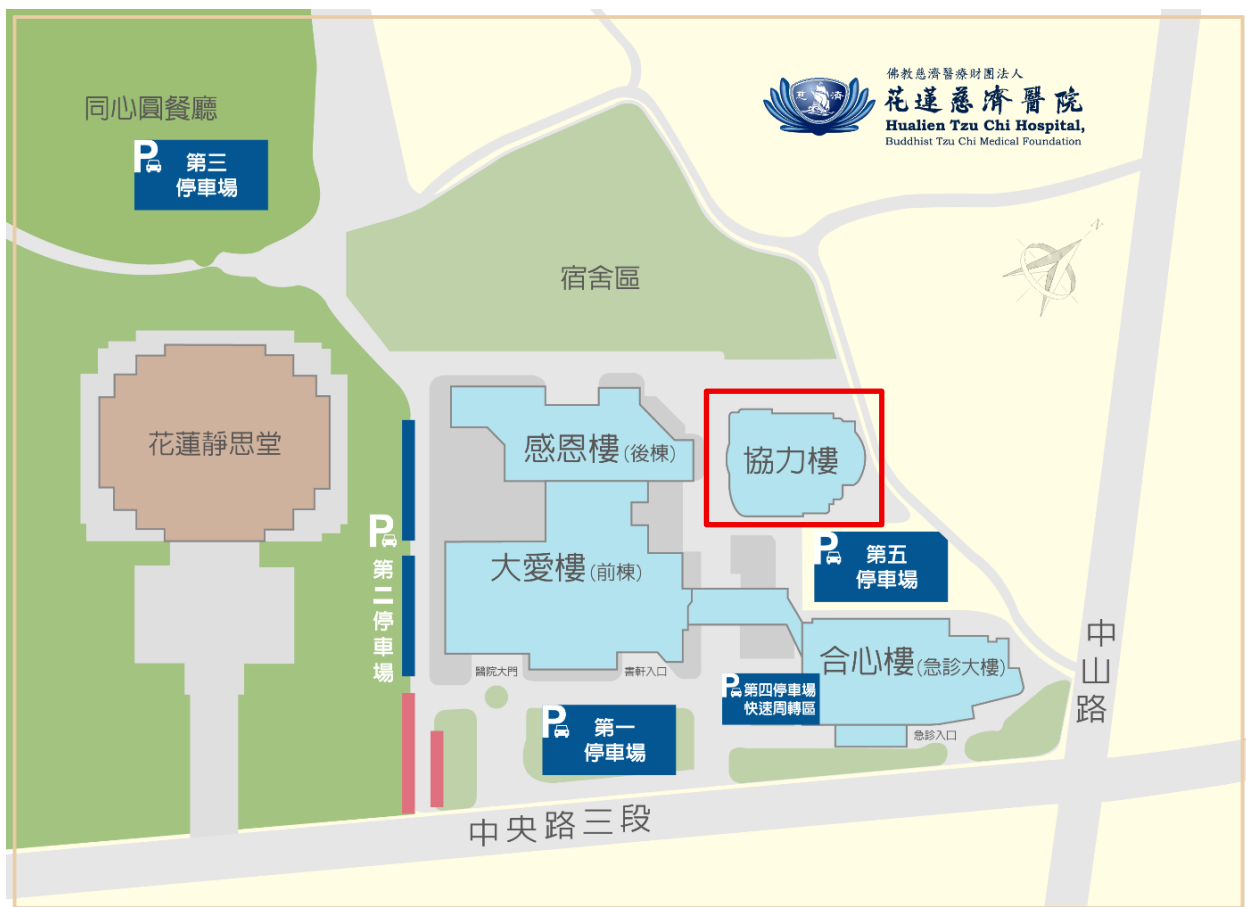 佛教慈濟醫療財團法人
花蓮慈濟醫院
Hualien Tzu Chi Hospital,
Buddhist Tzu Chi Medical Foundation
同心圓餐廳
P 第三
停車場
N
宿舍區
花蓮靜思堂
感恩樓(後棟)
協力樓
P
第二停車場
大愛樓(前棟)
P 第五
停車場
中山路
合心樓(急診大樓)
醫院大門
書軒入口
P 第四停車場
快速周轉區
P 第一
停車場
急診入口
中央路三段